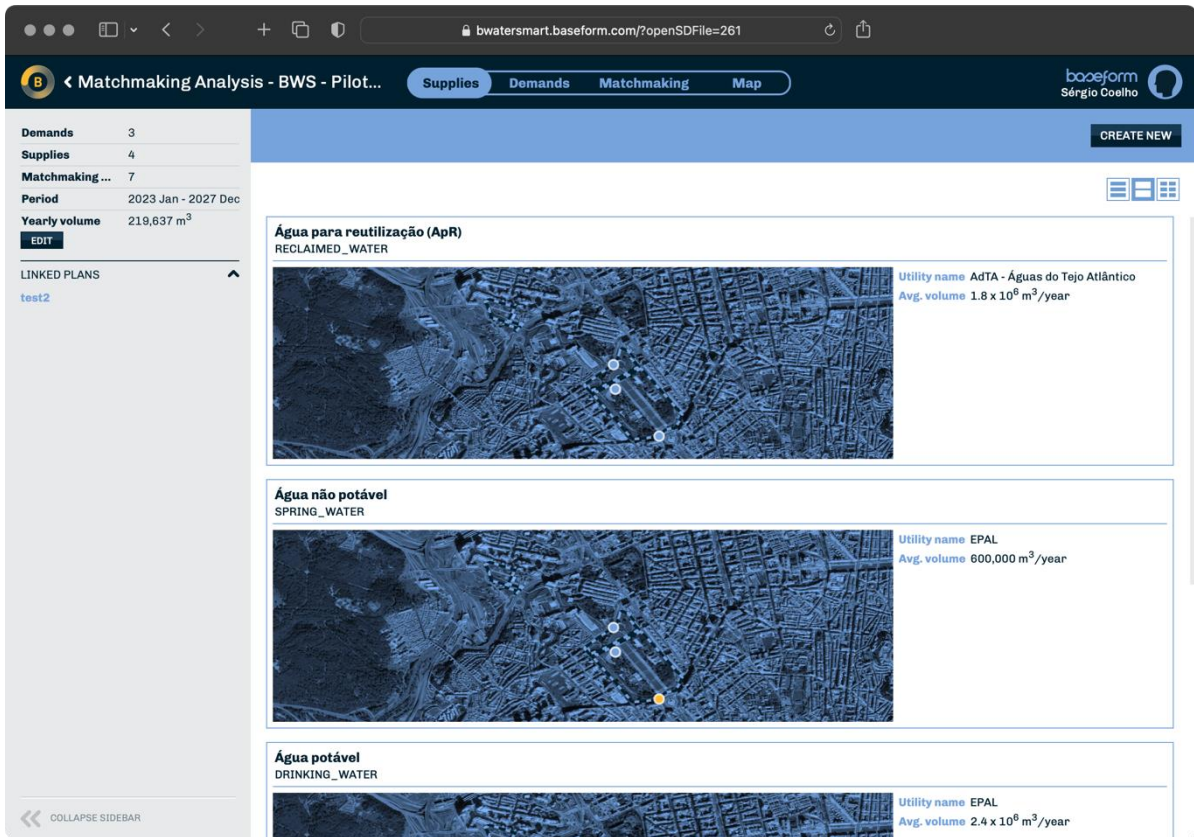 bwatersmart.baseform.com/?openSDFile=261
B
Matchmaking Analysis - BWS - Pilot...
Supplies
Demands
Matchmaking
Map
baseform
Sérgio Coelho
Demands 3
Supplies 4
Matchmaking ... 7
Period 2023 Jan - 2027 Dec
Yearly volume 219,637 m³
EDIT
LINKED PLANS
test2
CREATE NEW
Água para reutilização (ApR)
RECLAIMED_WATER
Utility name AdTA - Águas do Tejo Atlântico
Avg. volume 1.8 x 10⁶ m³/year
Água não potável
SPRING_WATER
Utility name EPAL
Avg. volume 600,000 m³/year
Água potável
DRINKING_WATER
Utility name EPAL
Avg. volume 2.4 x 10⁶ m³/year
COLLAPSE SIDEBAR